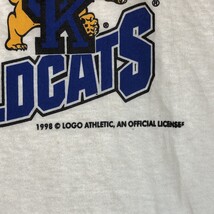 K ®
LDCATS ®
1998 © LOGO ATHLETIC, AN OFFICIAL LICENSE